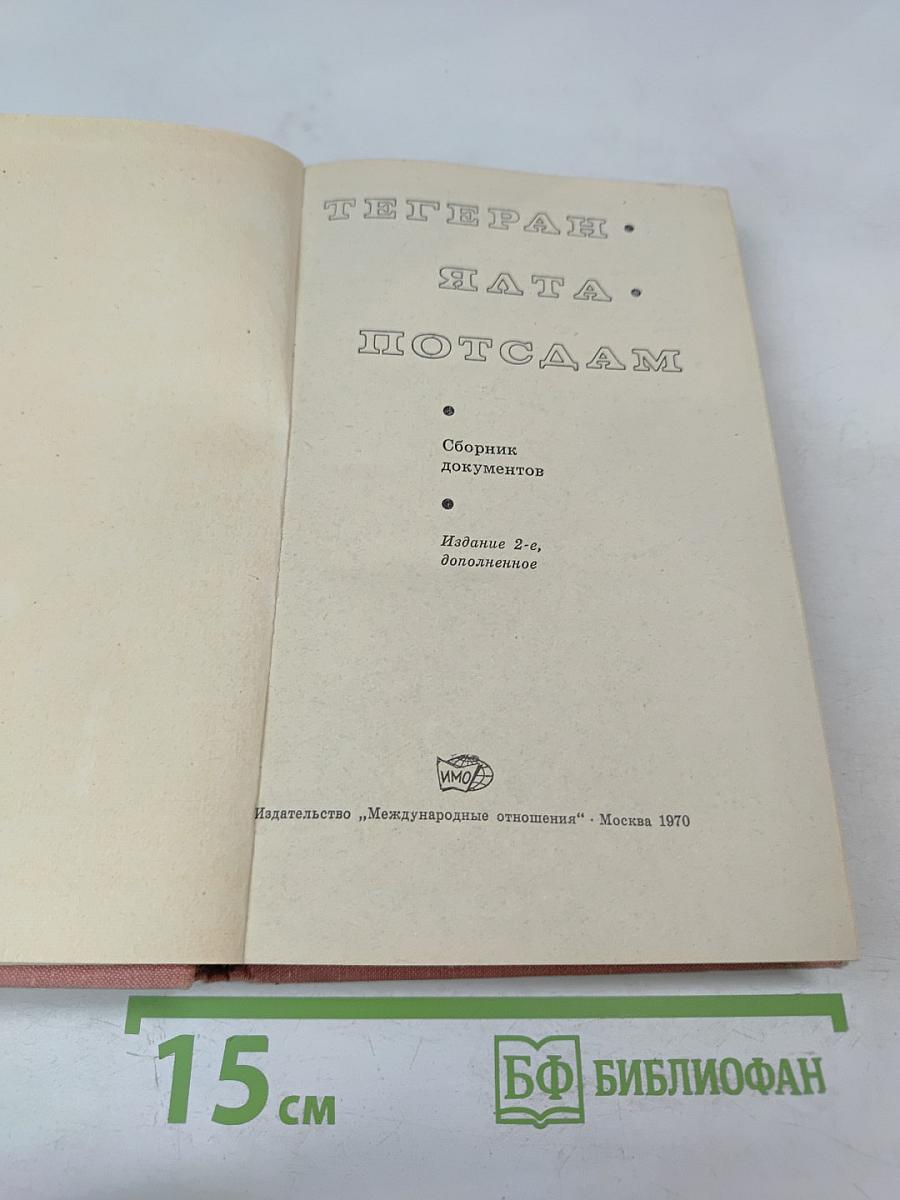 ТЕГЕРАН •
ЯЛТА •
ПОТСДАМ
Сборник
документов
Издание 2-е,
дополненное
ИМО
Издательство „Международные отношения“ · Москва 1970
15 см
БФ БИБЛИОФАН